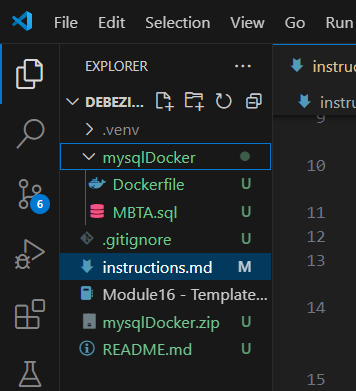 File Edit Selection View Go Run
EXPLORER ...
instruc
DEBEZI...
instru
.venv
9
mysqlDocker
10
Dockerfile U
MBTA.sql U
11
.gitignore U
12
6
instructions.md M
13
Module16 - Template...
14
mysqlDocker.zip U
README.md U
15